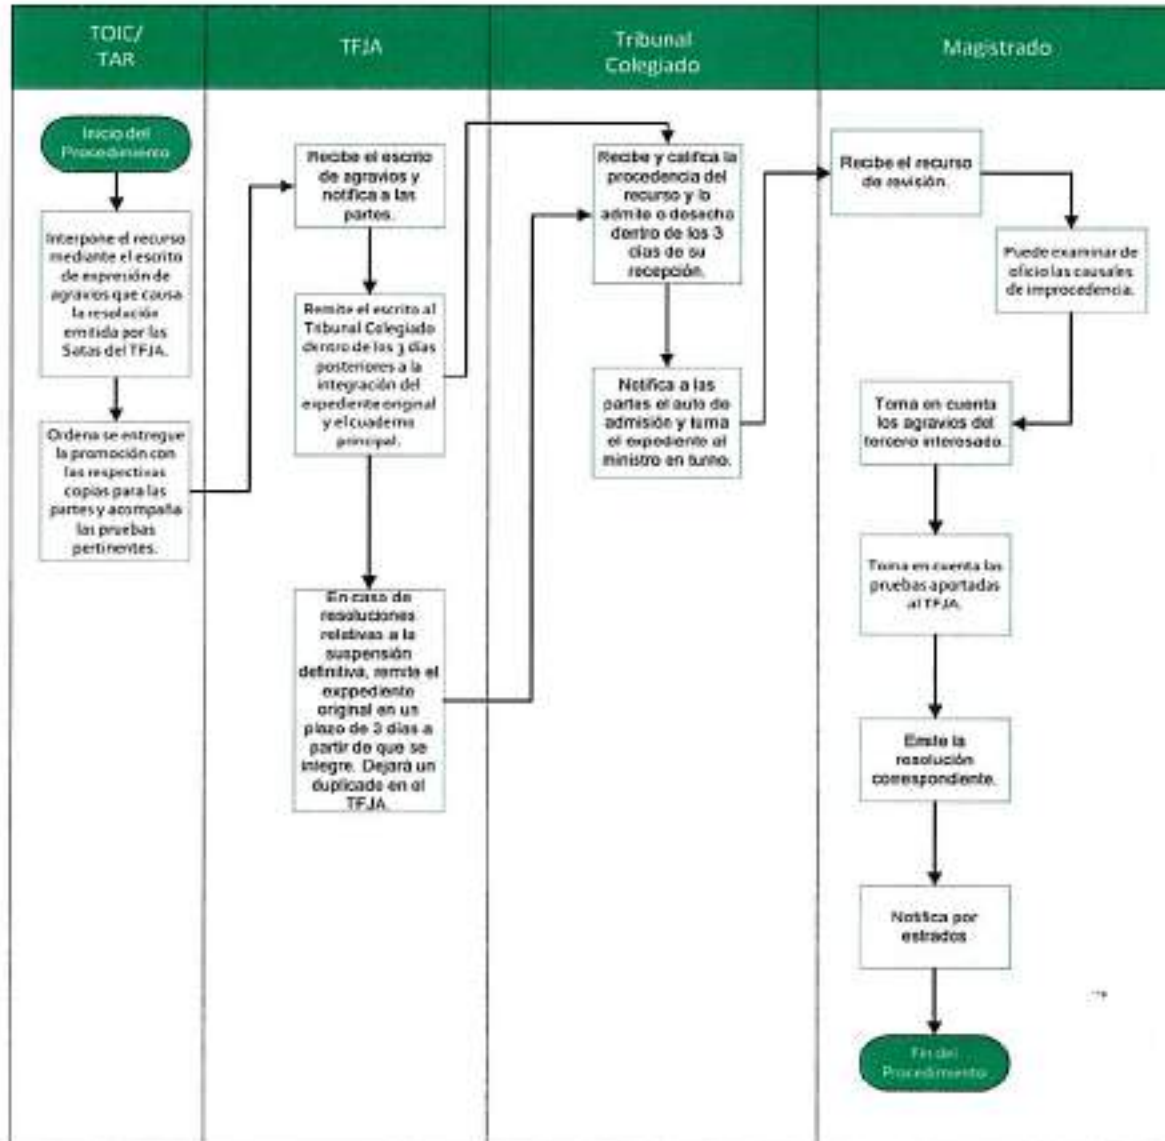 TOIC/
TAR
TFJA
Tribunal
Colegiado
Magistrado
Inicio del
Procedimiento
Interpone el recurso
mediante el escrito
de expresión de
agravios que causa
la resolución
emitida por las
Salas del TFJA.
Ordena se entregue
la promoción con
las respectivas
copias para las
partes y acompaña
las pruebas
pertinentes.
Recibe el escrito
de agravios y
notifica a las
partes.
Remite el escrito al
Tribunal Colegiado
dentro de los 3 días
posteriores a la
integración del
expediente original
y el cuaderno
principal.
En caso de
resoluciones
relativas a la
suspensión
definitiva, remite el
exppediente
original en un
plazo de 3 días a
partir de que se
integre. Dejará un
duplicado en el
TFJA.
Recibe y califica la
procedencia del
recurso y lo
admite o desecha
dentro de los 3
días de su
recepción.
Notifica a las
partes el auto de
admisión y turna
el expediente al
ministro en turno.
Recibe el recurso
de revisión.
Puede examinar de
oficio las causales
de improcedencia.
Toma en cuenta
los agravios del
tercero interesado.
Toma en cuenta las
pruebas aportadas
al TFJA.
Emite la
resolución
correspondiente.
Notifica por
estrados
Fin del
Procedimiento